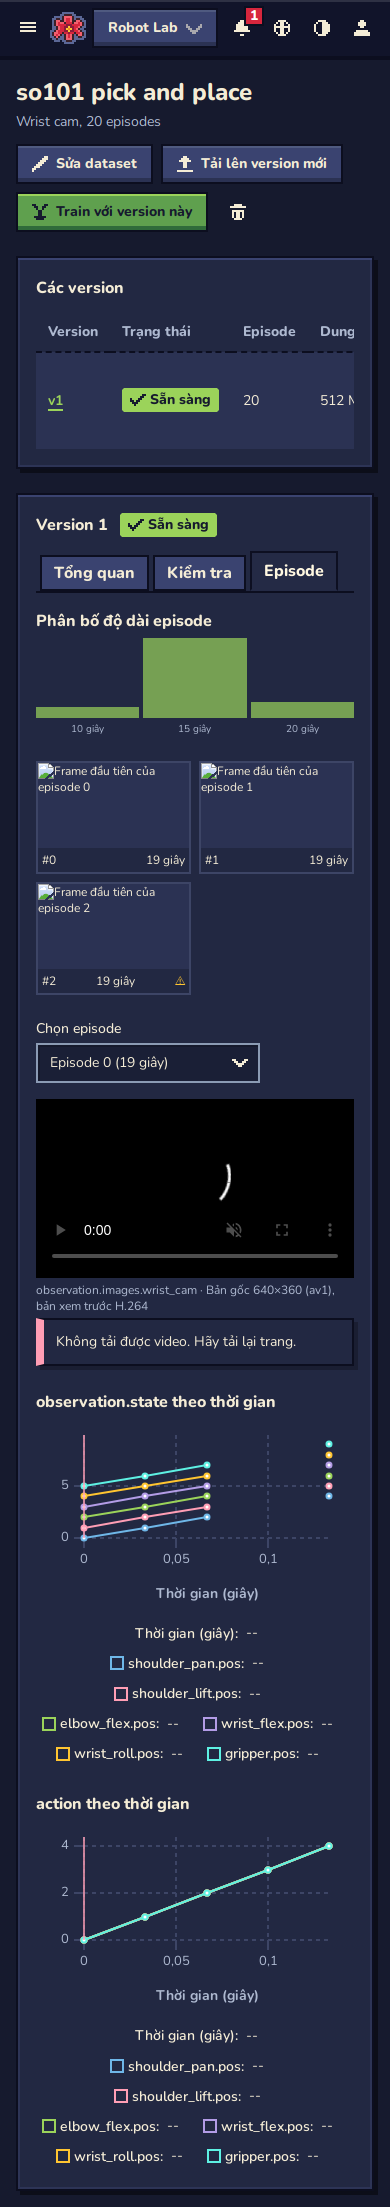 Robot Lab
1
so101 pick and place
Wrist cam, 20 episodes
Sửa dataset
Tải lên version mới
Train với version này
Các version
Version Trạng thái Episode Dung
v1 Sẵn sàng 20 512 M
Version 1 Sẵn sàng
Tổng quan Kiểm tra Episode
Phân bố độ dài episode
10 giây 15 giây 20 giây
Frame đầu tiên của episode 0
#0 19 giây
Frame đầu tiên của episode 1
#1 19 giây
Frame đầu tiên của episode 2
#2 19 giây ⚠
Chọn episode
Episode 0 (19 giây)
0:00
observation.images.wrist_cam · Bản gốc 640×360 (av1),
bản xem trước H.264
Không tải được video. Hãy tải lại trang.
observation.state theo thời gian
5
0
0 0,05 0,1
Thời gian (giây)
Thời gian (giây): --
shoulder_pan.pos: --
shoulder_lift.pos: --
elbow_flex.pos: -- wrist_flex.pos: --
wrist_roll.pos: -- gripper.pos: --
action theo thời gian
4
2
0
0 0,05 0,1
Thời gian (giây)
Thời gian (giây): --
shoulder_pan.pos: --
shoulder_lift.pos: --
elbow_flex.pos: -- wrist_flex.pos: --
wrist_roll.pos: -- gripper.pos: --